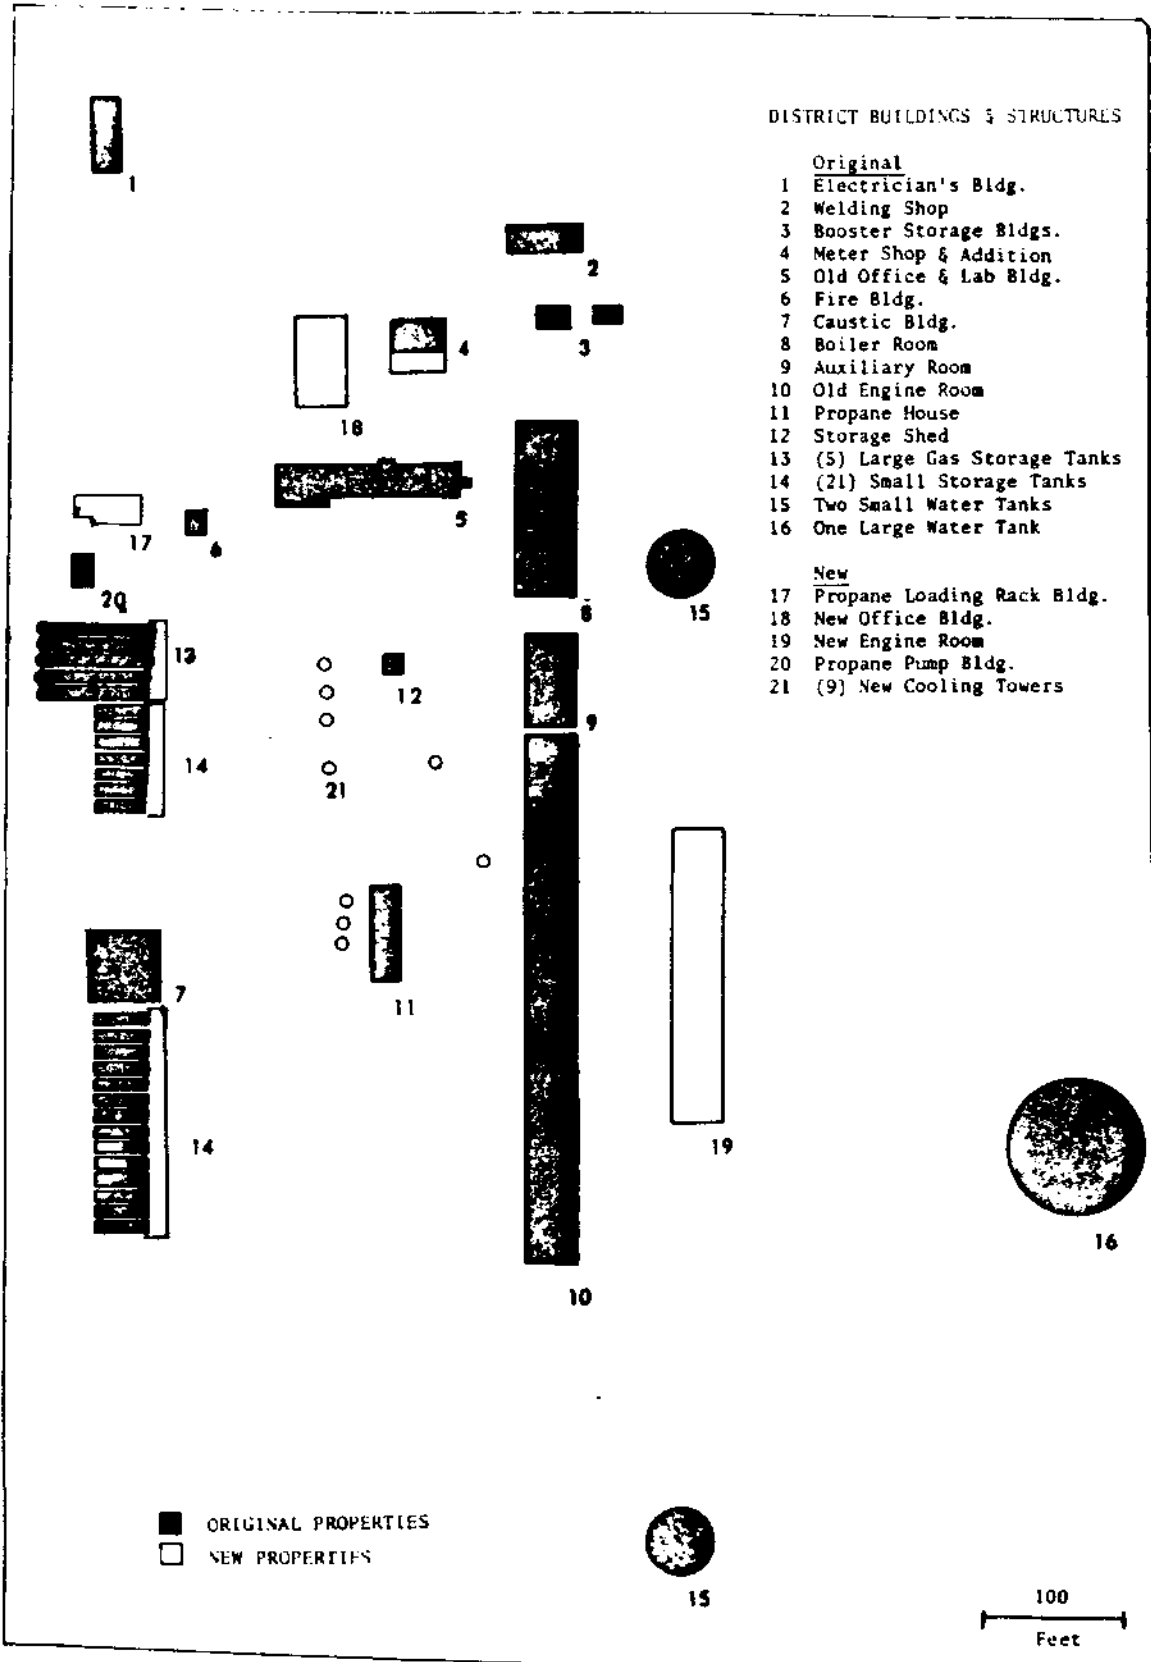 DISTRICT BUILDINGS & STRUCTURES
Original
1 Electrician's Bldg.
2 Welding Shop
3 Booster Storage Bldgs.
4 Meter Shop & Addition
5 Old Office & Lab Bldg.
6 Fire Bldg.
7 Caustic Bldg.
8 Boiler Room
9 Auxiliary Room
10 Old Engine Room
11 Propane House
12 Storage Shed
13 (5) Large Gas Storage Tanks
14 (21) Small Storage Tanks
15 Two Small Water Tanks
16 One Large Water Tank
New
17 Propane Loading Rack Bldg.
18 New Office Bldg.
19 New Engine Room
20 Propane Pump Bldg.
21 (9) New Cooling Towers
1
2
3
4
18
5
17
6
20
8
15
13
12
9
14
21
7
11
14
19
16
10
ORIGINAL PROPERTIES
NEW PROPERTIES
15
100
Feet